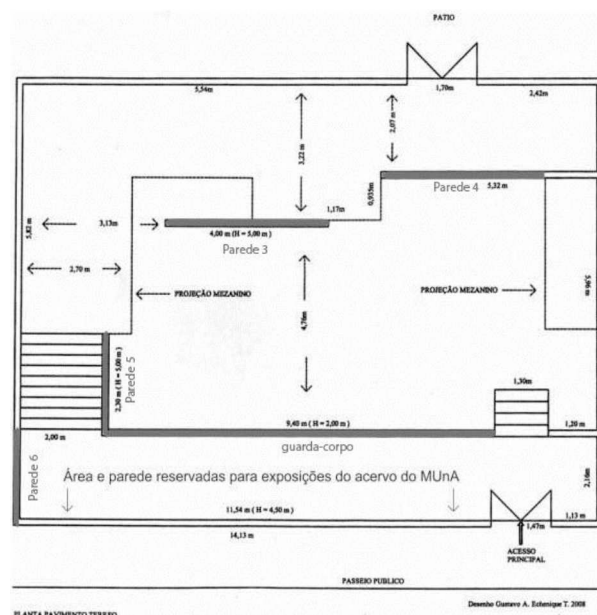 PATIO
5,54m
1,70m
2,42m
2,07 m
3,22 m
Parede 4
5,32 m
0,935m
1,17m
5,82 m
3,13m
4,00 m (H = 5,00 m)
Parede 3
2,70 m
PROJEÇÃO MEZANINO
PROJEÇÃO MEZANINO
5,96m
4,76m
2,30 m (H = 5,00 m)
Parede 5
1,30m
9,40 m (H = 2,00 m)
1,20 m
2,00 m
guarda-corpo
Parede 6
Área e parede reservadas para exposições do acervo do MUnA
2,16m
11,54 m (H = 4,50 m)
1,13 m
14,13 m
1,47m
ACESSO
PRINCIPAL
PASSEIO PUBLICO
Desenho Gustavo A. Echenique T. 2008
PLANTA PAVIMENTO TERREO